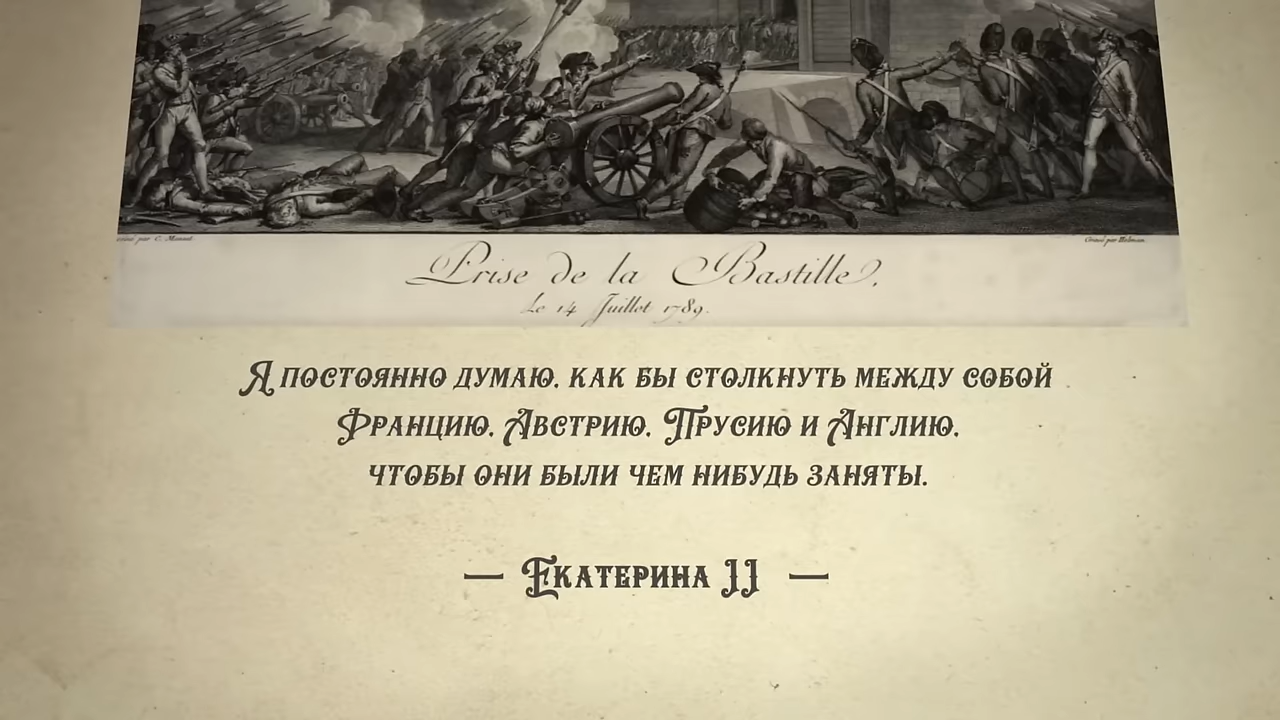 Prise de la Bastille,
Le 14 Juillet 1789.
Я постоянно думаю, как бы столкнуть между собой
Францию, Австрию, Прусию и Англию,
чтобы они были чем нибудь заняты.
— Екатерина II —